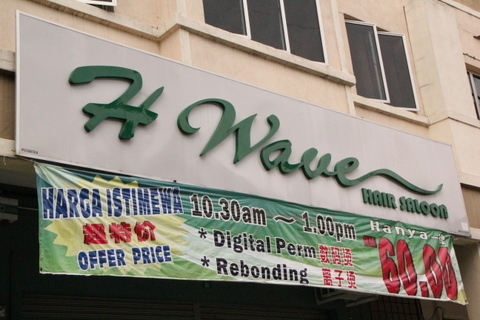 H Wave
HAIR SALOON
HARGA ISTIMEWA
超特价
OFFER PRICE
10.30am ~ 1.00pm
* Digital Perm 数码烫
* Rebonding 离子烫
Hanya
60.00